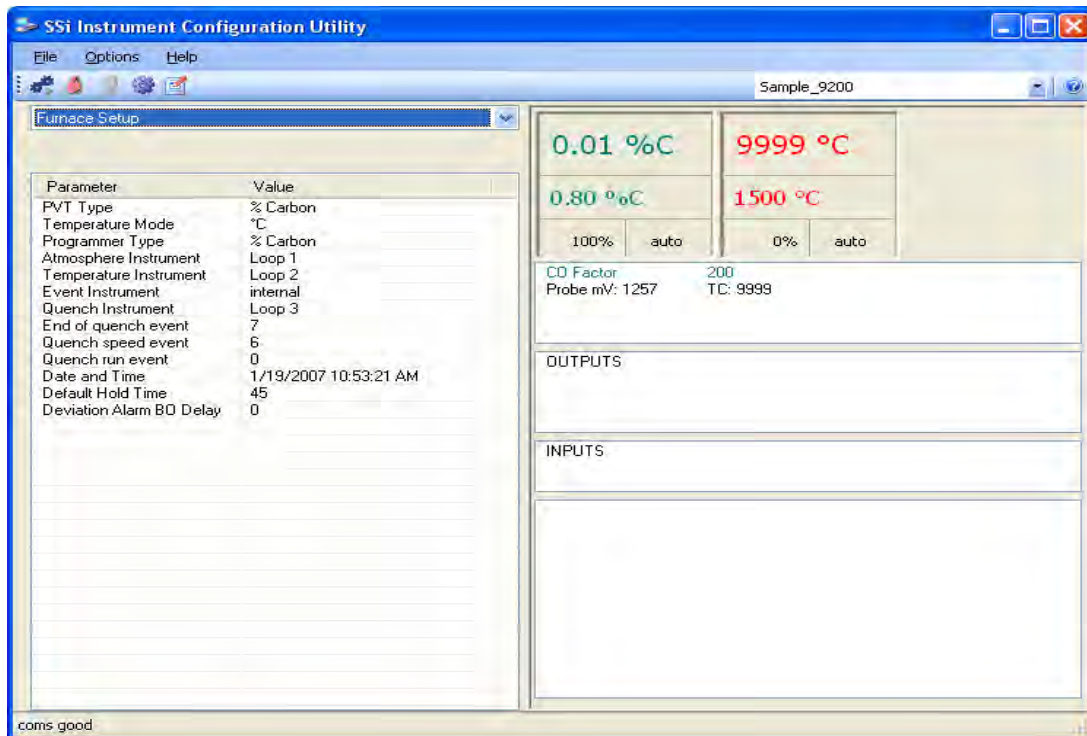 SSi Instrument Configuration Utility
File Options Help
Sample_9200
Furnace Setup
Parameter Value
PVT Type % Carbon
Temperature Mode °C
Programmer Type % Carbon
Atmosphere Instrument Loop 1
Temperature Instrument Loop 2
Event Instrument internal
Quench Instrument Loop 3
End of quench event 7
Quench speed event 6
Quench run event 0
Date and Time 1/19/2007 10:53:21 AM
Default Hold Time 45
Deviation Alarm BO Delay 0
0.01 %C 9999 °C
0.80 %C 1500 °C
100% auto 0% auto
CO Factor 200
Probe mV: 1257 TC: 9999
OUTPUTS
INPUTS
coms good